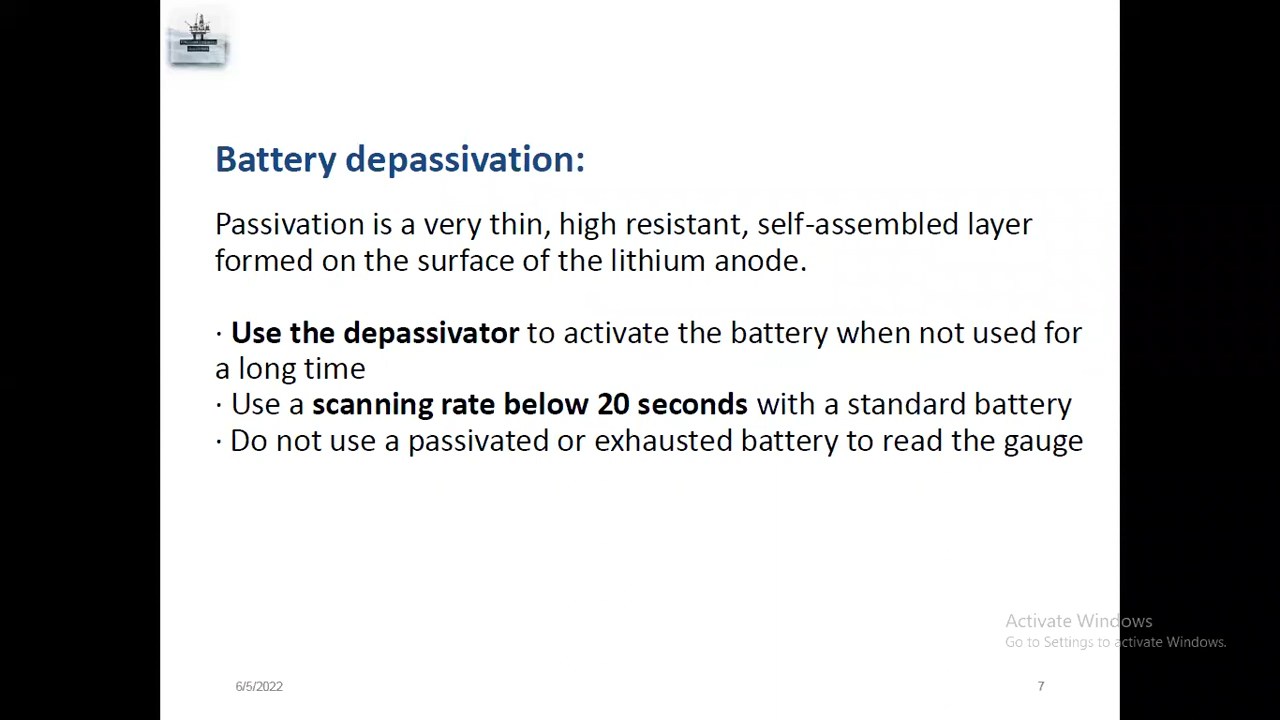 Battery depassivation:
Passivation is a very thin, high resistant, self-assembled layer
formed on the surface of the lithium anode.
· Use the depassivator to activate the battery when not used for
a long time
· Use a scanning rate below 20 seconds with a standard battery
· Do not use a passivated or exhausted battery to read the gauge
Activate Windows
Go to Settings to activate Windows.
6/5/2022
7